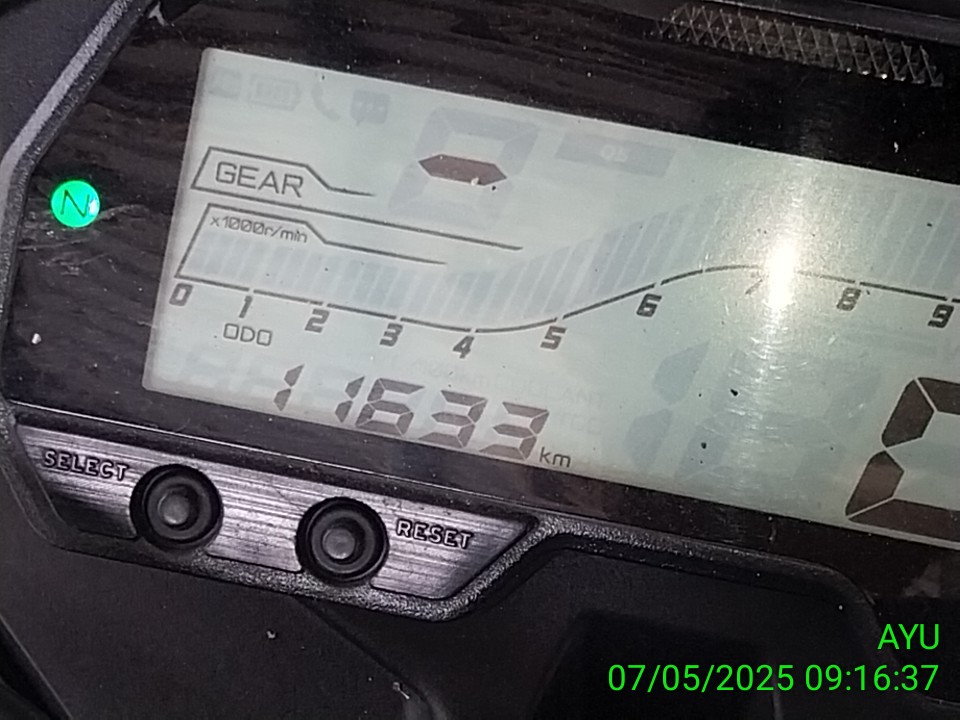 N
GEAR
x1000r/min
0 1 2 3 4 5 6 7 8 9
ODO
11633 km
SELECT
RESET
AYU
07/05/2025 09:16:37